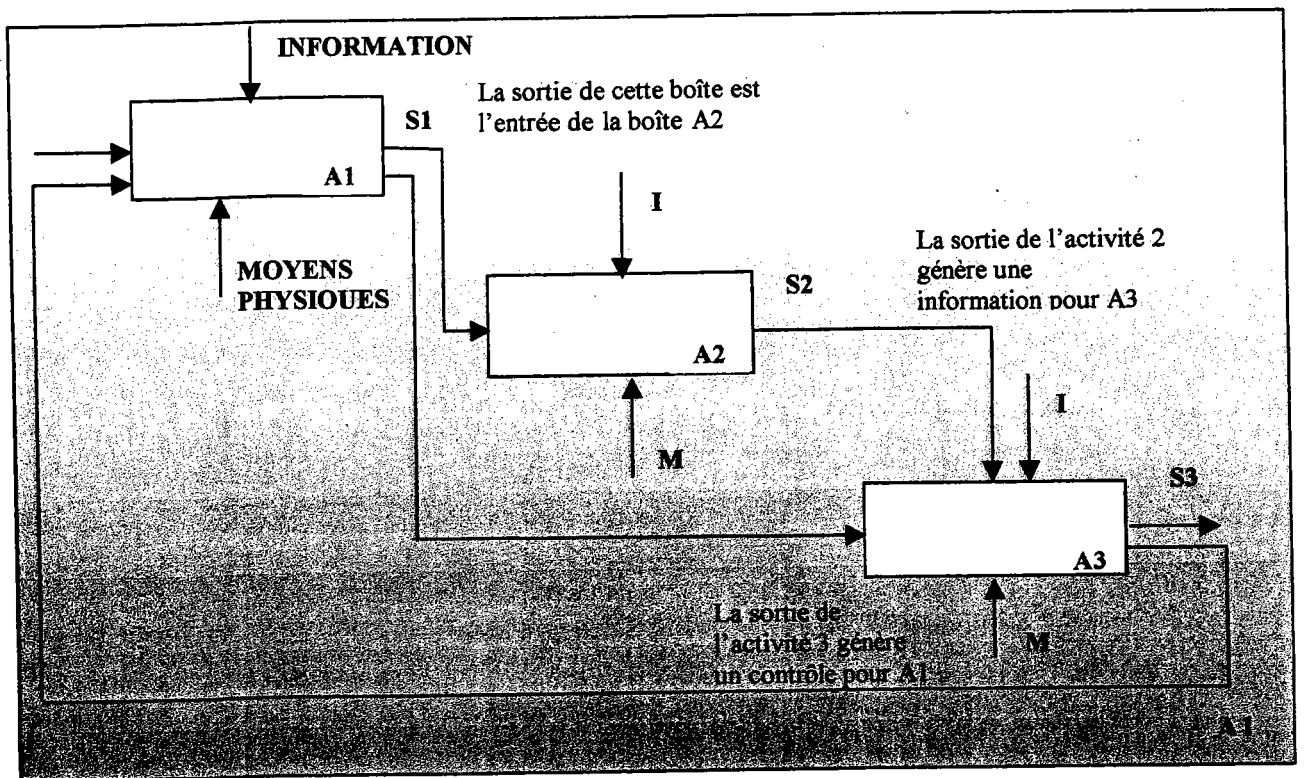 INFORMATION
La sortie de cette boîte est
l'entrée de la boîte A2
S1
A1
I
MOYENS
PHYSIQUES
La sortie de l'activité 2
génère une
information pour A3
S2
A2
I
M
S3
A3
La sortie de
l'activité 3 génère
un contrôle pour A1
M
A1